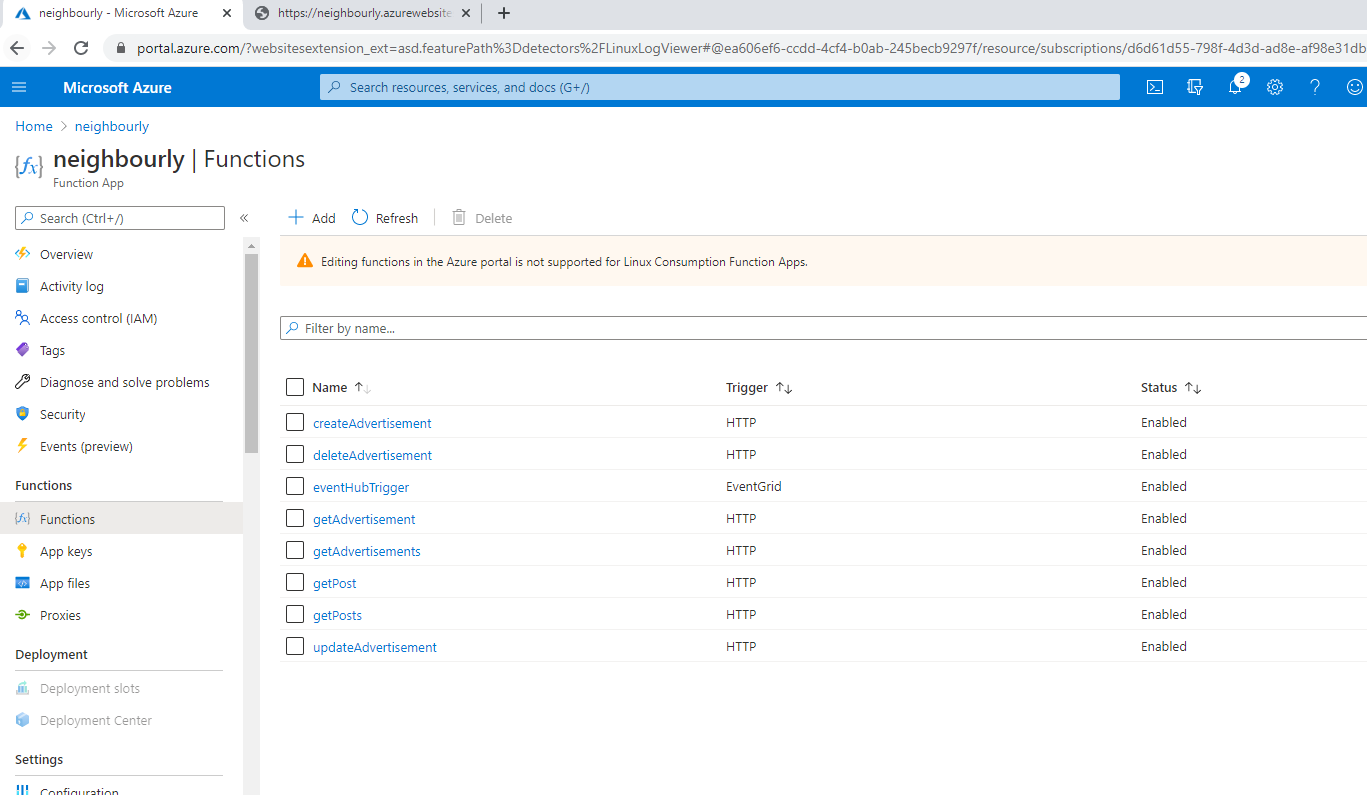 neighbourly - Microsoft Azure
https://neighbourly.azurewebsite
portal.azure.com/?websitesextension_ext=asd.featurePath%3Ddetectors%2FLinuxLogViewer#@ea606ef6-ccdd-4cf4-b0ab-245becb9297f/resource/subscriptions/d6d61d55-798f-4d3d-ad8e-af98e31db
Microsoft Azure
Search resources, services, and docs (G+/)
2
Home > neighbourly
neighbourly | Functions
Function App
Search (Ctrl+/)
Overview
Activity log
Access control (IAM)
Tags
Diagnose and solve problems
Security
Events (preview)
Functions
Functions
App keys
App files
Proxies
Deployment
Deployment slots
Deployment Center
Settings
Configuration
Add Refresh Delete
Editing functions in the Azure portal is not supported for Linux Consumption Function Apps.
Filter by name...
Name Trigger Status
createAdvertisement HTTP Enabled
deleteAdvertisement HTTP Enabled
eventHubTrigger EventGrid Enabled
getAdvertisement HTTP Enabled
getAdvertisements HTTP Enabled
getPost HTTP Enabled
getPosts HTTP Enabled
updateAdvertisement HTTP Enabled